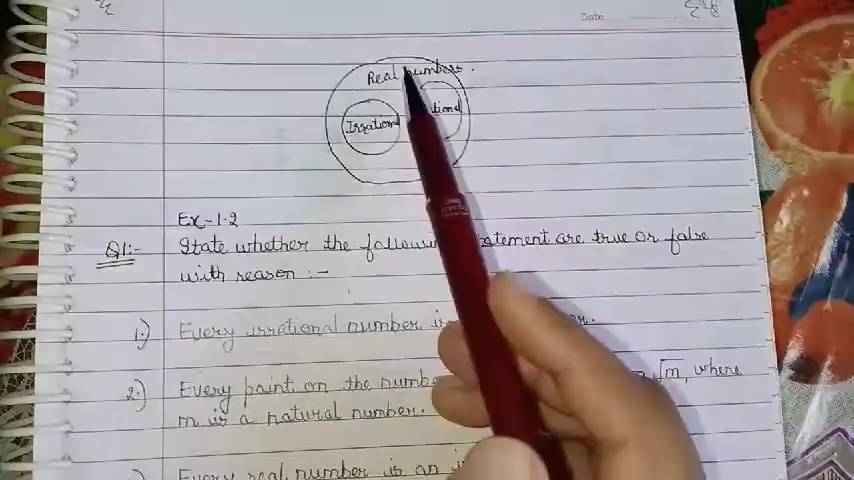 Date
Real numbers.
tional
Irrational
Ex-1.2
Q1:- State whether the following statement are true or false
with reason :-
1.) Every irrational number is
2.) Every point on the numb √m, where
m is a natural number.
Every real number is an